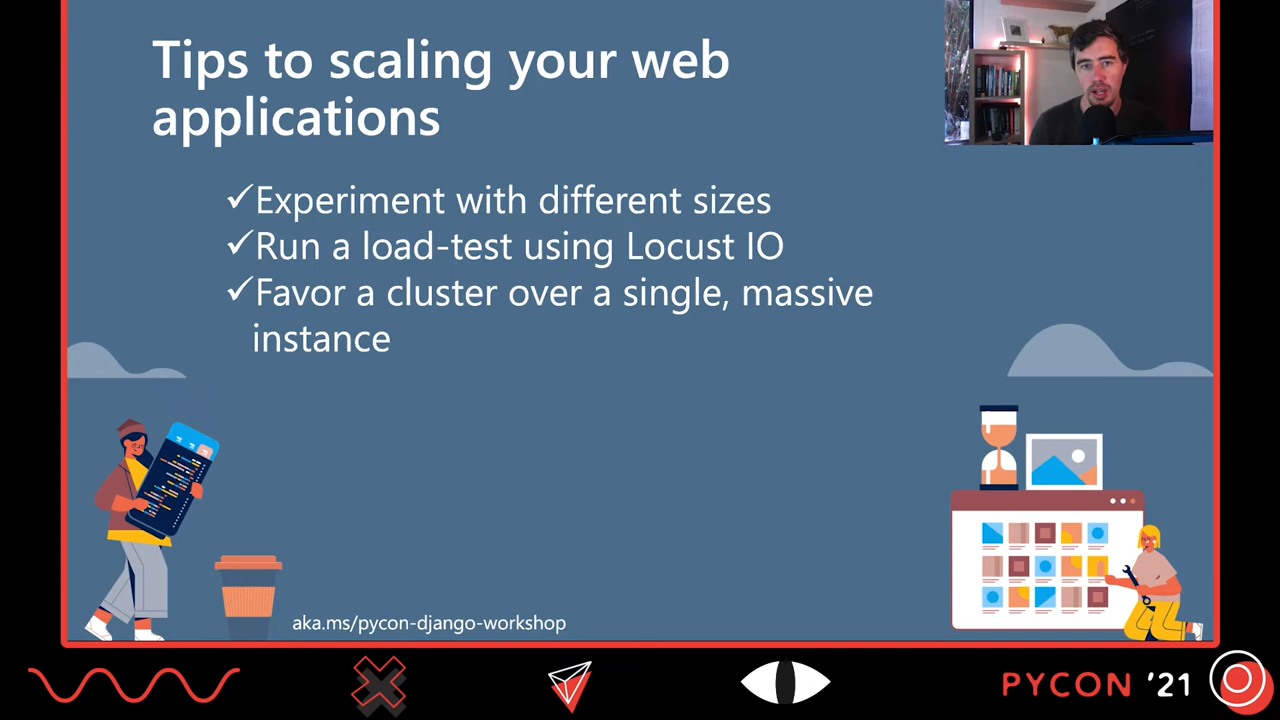 Tips to scaling your web
applications
✓Experiment with different sizes
✓Run a load-test using Locust IO
✓Favor a cluster over a single, massive
instance
aka.ms/pycon-django-workshop
PYCON '21